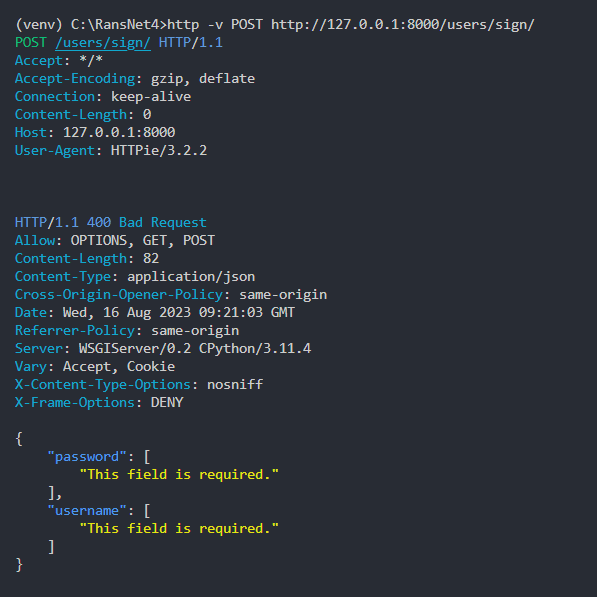 (venv) C:\RansNet4>http -v POST http://127.0.0.1:8000/users/sign/
POST /users/sign/ HTTP/1.1
Accept: */*
Accept-Encoding: gzip, deflate
Connection: keep-alive
Content-Length: 0
Host: 127.0.0.1:8000
User-Agent: HTTPie/3.2.2
HTTP/1.1 400 Bad Request
Allow: OPTIONS, GET, POST
Content-Length: 82
Content-Type: application/json
Cross-Origin-Opener-Policy: same-origin
Date: Wed, 16 Aug 2023 09:21:03 GMT
Referrer-Policy: same-origin
Server: WSGIServer/0.2 CPython/3.11.4
Vary: Accept, Cookie
X-Content-Type-Options: nosniff
X-Frame-Options: DENY
{
    "password": [
        "This field is required."
    ],
    "username": [
        "This field is required."
    ]
}